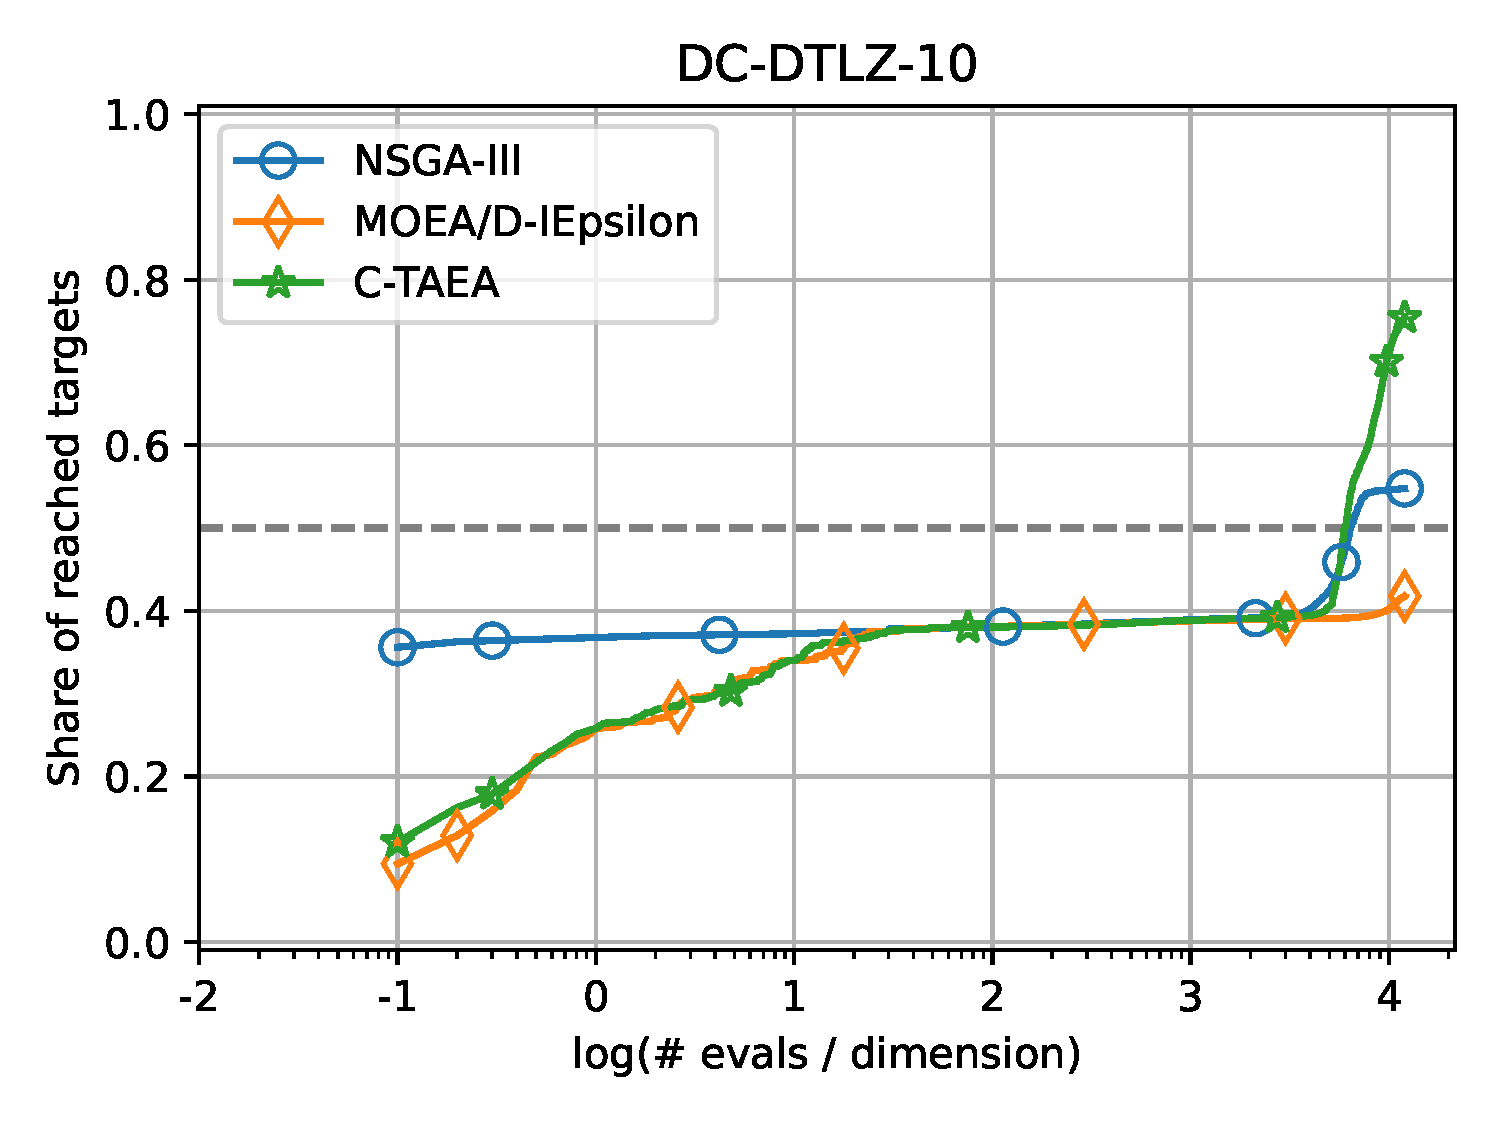 DC-DTLZ-10
1.0
0.8
0.6
0.4
0.2
0.0
Share of reached targets
NSGA-III
MOEA/D-IEpsilon
C-TAEA
-2 -1 0 1 2 3 4
log(# evals / dimension)